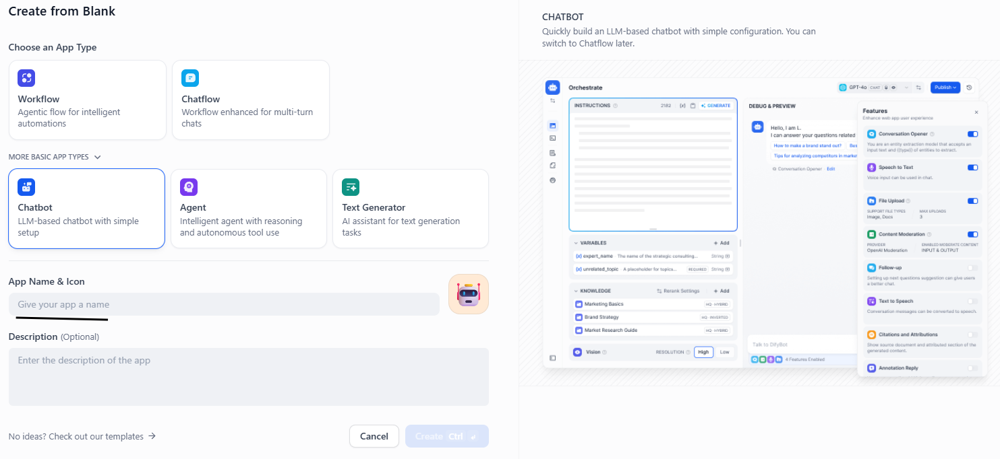 Create from Blank
Choose an App Type
Workflow
Agentic flow for intelligent
automations
Chatflow
Workflow enhanced for multi-turn
chats
MORE BASIC APP TYPES
Chatbot
LLM-based chatbot with simple
setup
Agent
Intelligent agent with reasoning
and autonomous tool use
Text Generator
AI assistant for text generation
tasks
App Name & Icon
Give your app a name
Description (Optional)
Enter the description of the app
No ideas? Check out our templates
Cancel
Create Ctrl
CHATBOT
Quickly build an LLM-based chatbot with simple configuration. You can
switch to Chatflow later.
Orchestrate
GPT-4o CHAT
Publish
INSTRUCTIONS
2182
{x}
GENERATE
VARIABLES
+ Add
{x} expert_name The name of the strategic consulting... String
{x} unrelated_topic A placeholder for topics... REQUIRED String
KNOWLEDGE
Rerank Settings
+ Add
Marketing Basics
HQ · HYBRID
Brand Strategy
HQ · INVERTED
Market Research Guide
HQ · HYBRID
Vision
RESOLUTION
High
Low
DEBUG & PREVIEW
Hello, I am L.
I can answer your questions related
How to make a brand stand out?
Bes
Tips for analyzing competitors in market
Conversation Opener · Edit
Talk to DifyBot
4 Features Enabled
Features
Enhance web app user experience
Conversation Opener
You are an entity extraction model that accepts an
input text and {{type}} of entities to extract.
Speech to Text
Voice input can be used in chat.
File Upload
SUPPORT FILE TYPES
Image, Docs
MAX UPLOADS
3
Content Moderation
PROVIDER
OpenAI Moderation
ENABLED MODERATE CONTENT
INPUT & OUTPUT
Follow-up
Setting up next questions suggestion can give users
a better chat.
Text to Speech
Conversation messages can be converted to speech.
Citations and Attributions
Show source document and attributed section of the
generated content.
Annotation Reply